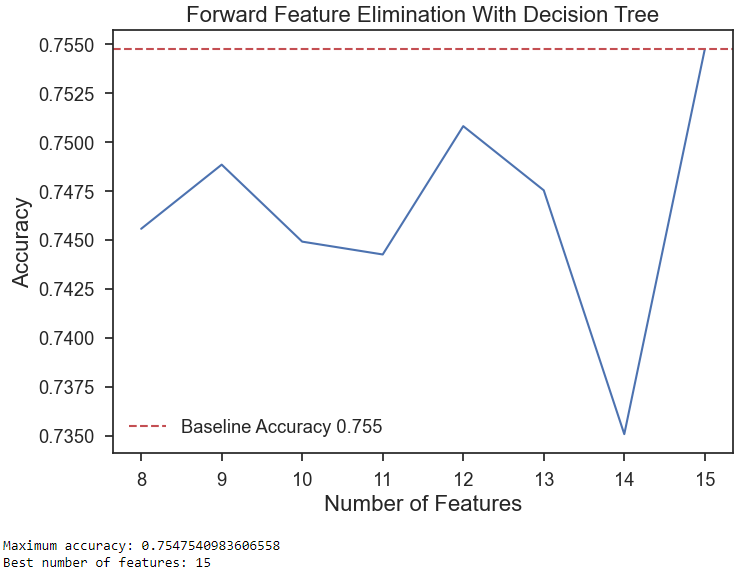 Forward Feature Elimination With Decision Tree
0.7550
0.7525
0.7500
0.7475
0.7450
0.7425
0.7400
0.7375
0.7350
Accuracy
Baseline Accuracy 0.755
8 9 10 11 12 13 14 15
Number of Features
Maximum accuracy: 0.7547540983606558
Best number of features: 15